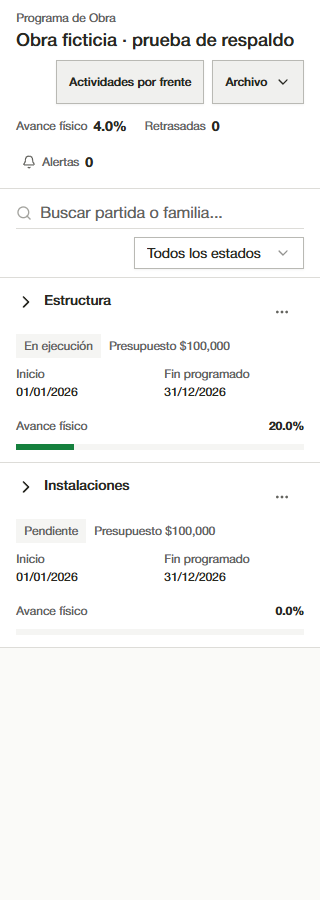 Programa de Obra
Obra ficticia · prueba de respaldo
Actividades por frente
Archivo
Avance físico 4.0% Retrasadas 0
Alertas 0
Buscar partida o familia...
Todos los estados
Estructura
En ejecución Presupuesto $100,000
Inicio Fin programado
01/01/2026 31/12/2026
Avance físico 20.0%
Instalaciones
Pendiente Presupuesto $100,000
Inicio Fin programado
01/01/2026 31/12/2026
Avance físico 0.0%